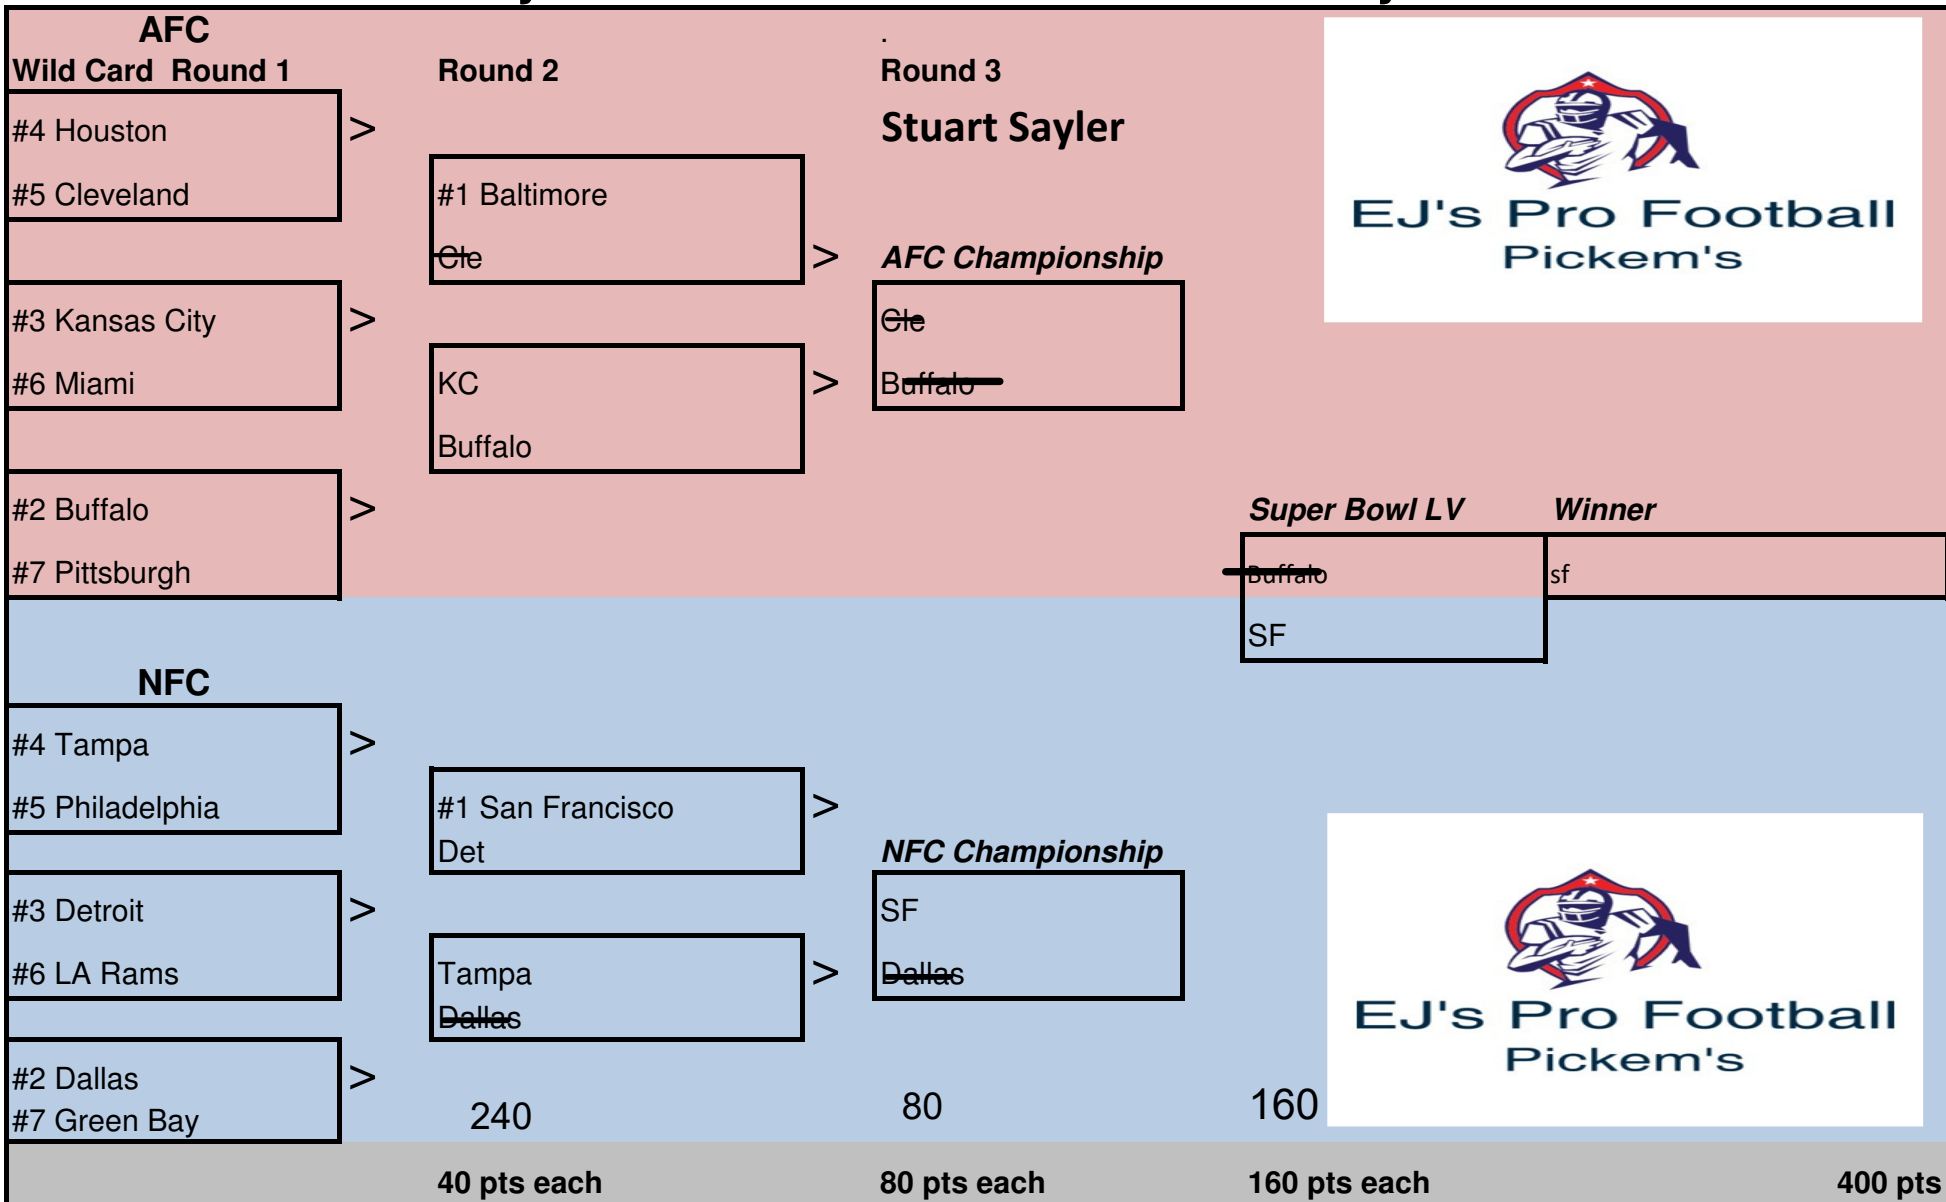 AFC .
Wild Card Round 1 Round 2 Round 3
#4 Houston > Stuart Sayler
#5 Cleveland #1 Baltimore
EJ's Pro Football
Cle > AFC Championship Pickem's
#3 Kansas City > Cle
#6 Miami KC > Buffalo
Buffalo
#2 Buffalo > Super Bowl LV Winner
#7 Pittsburgh Buffalo sf
SF
NFC
#4 Tampa >
#5 Philadelphia #1 San Francisco >
Det NFC Championship
#3 Detroit > SF
#6 LA Rams Tampa > Dallas
Dallas EJ's Pro Football
#2 Dallas > Pickem's
#7 Green Bay 240 80 160
40 pts each 80 pts each 160 pts each 400 pts